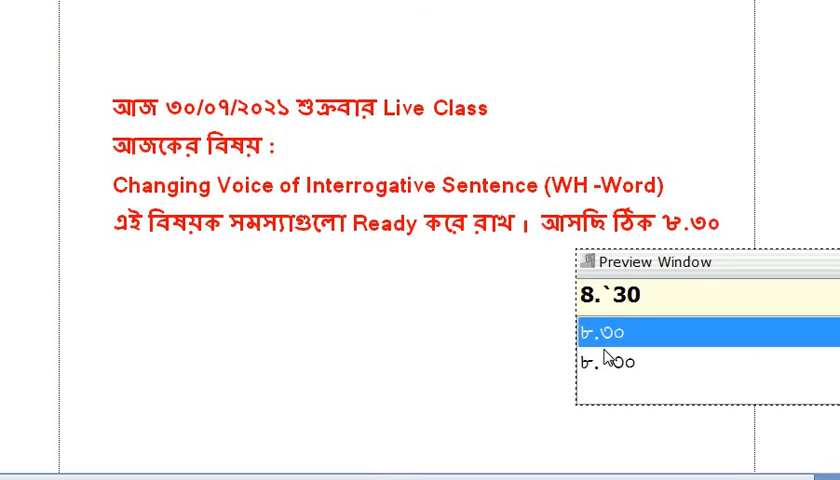 আজ ৩০/০৭/২০২১ শুক্রবার Live Class
আজকের বিষয় :
Changing Voice of Interrogative Sentence (WH -Word)
এই বিষয়ক সমস্যাগুলো Ready করে রাখ । আসছি ঠিক ৮.৩০
Preview Window
8.`30
৮.৩০
৮.`৩০